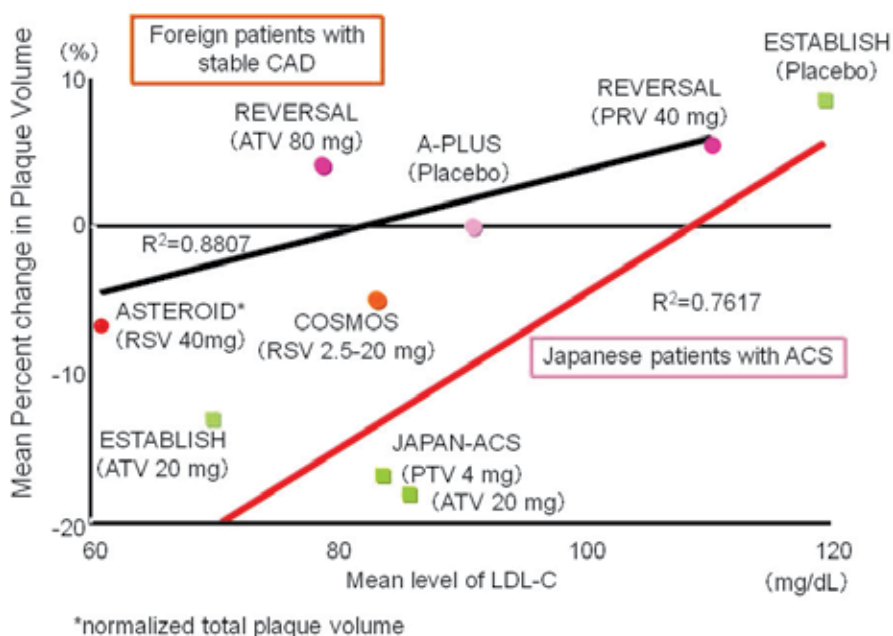 Foreign patients with
stable CAD
Mean Percent change in Plaque Volume
(%)
10
0
-10
-20
ESTABLISH
(Placebo)
REVERSAL
(ATV 80 mg)
REVERSAL
(PRV 40 mg)
A-PLUS
(Placebo)
R²=0.8807
ASTEROID*
(RSV 40mg)
COSMOS
(RSV 2.5-20 mg)
R²=0.7617
Japanese patients with ACS
ESTABLISH
(ATV 20 mg)
JAPAN-ACS
(PTV 4 mg)
(ATV 20 mg)
60 80 100 120
Mean level of LDL-C (mg/dL)
*normalized total plaque volume